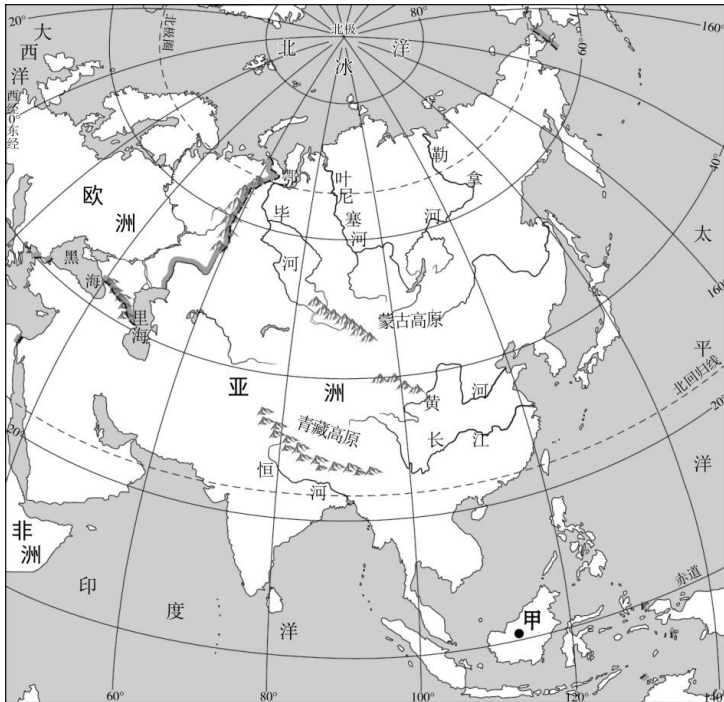 20°
80°
160°
大
西
洋
北极圈
北极
北
冰
洋
60°
西经0°东经
40°
欧
洲
鄂
毕
河
叶
尼
塞
河
勒
拿
河
太
平
洋
160°
黑
海
里
海
蒙古高原
亚
洲
黄
河
长
江
北回归线
20°
青藏高原
恒
河
20°
非
洲
印
度
洋
赤道
甲
60°
80°
100°
120°
140°